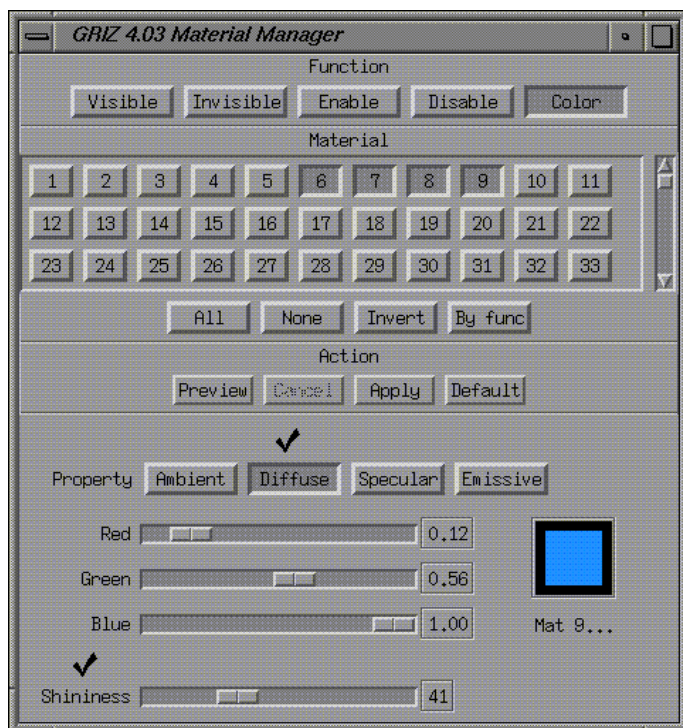 GRIZ 4.03 Material Manager
Function
Visible Invisible Enable Disable Color
Material
1 2 3 4 5 6 7 8 9 10 11
12 13 14 15 16 17 18 19 20 21 22
23 24 25 26 27 28 29 30 31 32 33
All None Invert By func
Action
Preview Cancel Apply Default
Property Ambient Diffuse Specular Emissive
Red 0.12
Green 0.56
Blue 1.00 Mat 9...
Shininess 41